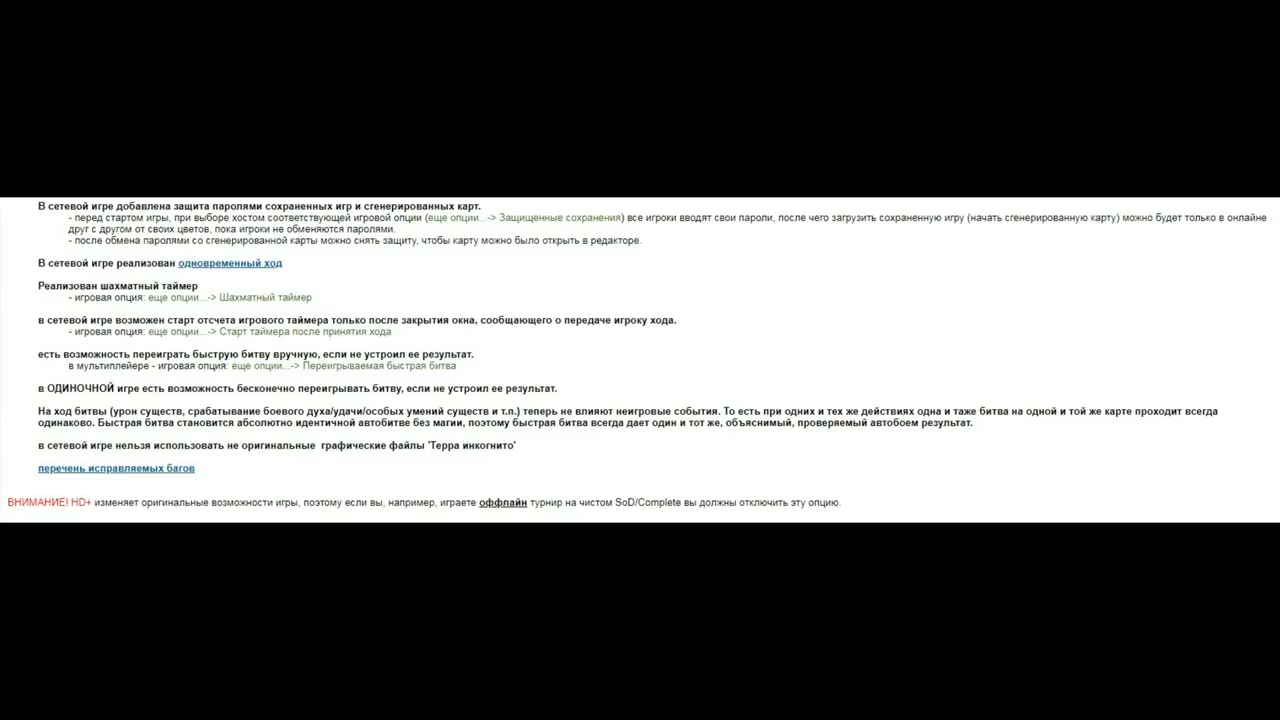 В сетевой игре добавлена защита паролями сохраненных игр и сгенерированных карт.
- перед стартом игры, при выборе хостом соответствующей игровой опции (еще опции...-> Защищенные сохранения) все игроки вводят свои пароли, после чего загрузить сохраненную игру (начать сгенерированную карту) можно будет только в онлайне
друг с другом от своих цветов, пока игроки не обменяются паролями.
- после обмена паролями со сгенерированной карты можно снять защиту, чтобы карту можно было открыть в редакторе.
В сетевой игре реализован одновременный ход
Реализован шахматный таймер
- игровая опция: еще опции...-> Шахматный таймер
в сетевой игре возможен старт отсчета игрового таймера только после закрытия окна, сообщающего о передаче игроку хода.
- игровая опция: еще опции...-> Старт таймера после принятия хода
есть возможность переиграть быструю битву вручную, если не устроил ее результат.
в мультиплейере - игровая опция: еще опции...-> Переигрываемая быстрая битва
в ОДИНОЧНОЙ игре есть возможность бесконечно переигрывать битву, если не устроил ее результат.
На ход битвы (урон существ, срабатывание боевого духа/удачи/особых умений существ и т.п.) теперь не влияют неигровые события. То есть при одних и тех же действиях одна и таже битва на одной и той же карте проходит всегда
одинаково. Быстрая битва становится абсолютно идентичной автобитве без магии, поэтому быстрая битва всегда дает один и тот же, объяснимый, проверяемый автобоем результат.
в сетевой игре нельзя использовать не оригинальные графические файлы 'Терра инкогнито'
перечень исправляемых багов
ВНИМАНИЕ! HD+ изменяет оригинальные возможности игры, поэтому если вы, например, играете оффлайн турнир на чистом SoD/Complete вы должны отключить эту опцию.